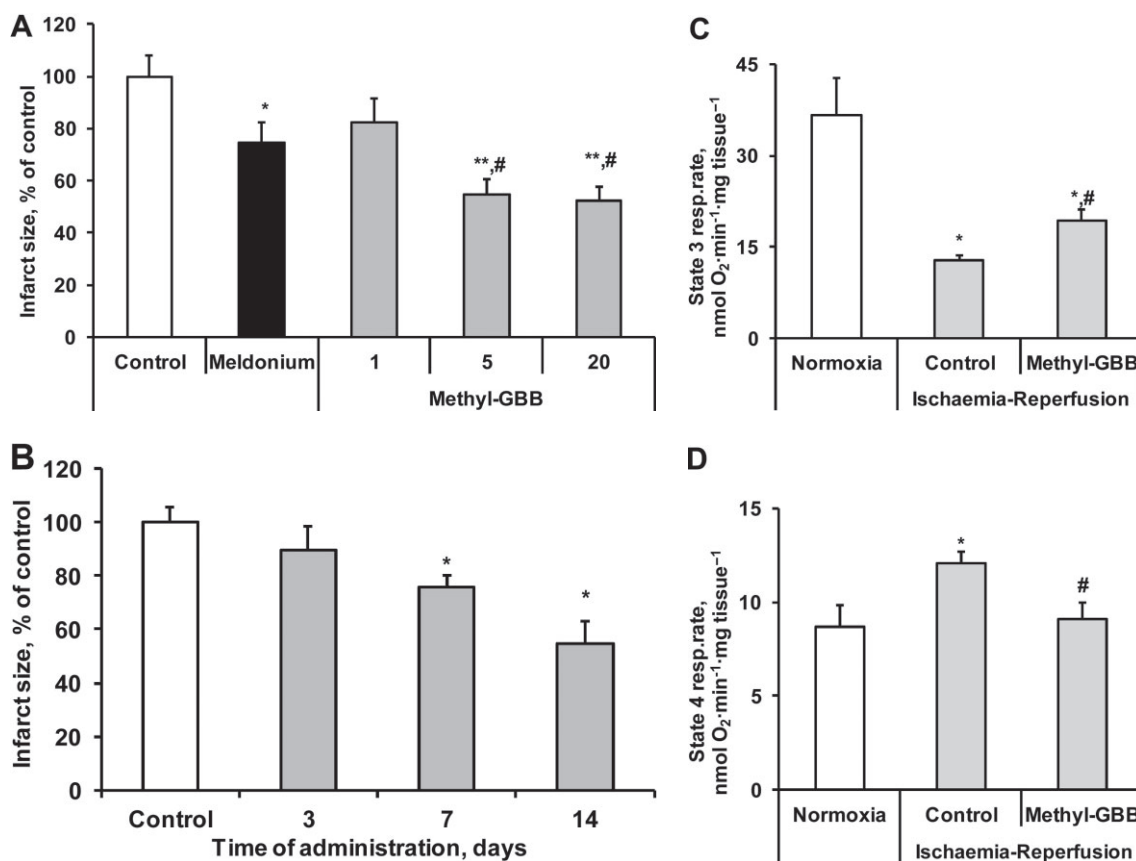 A
120
100
80
60
40
20
0
Infarct size, % of control
*
**,#
**,#
Control Meldonium 1 5 20
Methyl-GBB
B
120
100
80
60
40
20
0
Infarct size, % of control
*
*
Control 3 7 14
Time of administration, days
C
45
30
15
0
State 3 resp.rate,
nmol O₂·min⁻¹·mg tissue⁻¹
*
*,#
Normoxia Control Methyl-GBB
Ischaemia-Reperfusion
D
15
10
5
0
State 4 resp.rate,
nmol O₂·min⁻¹·mg tissue⁻¹
*
#
Normoxia Control Methyl-GBB
Ischaemia-Reperfusion